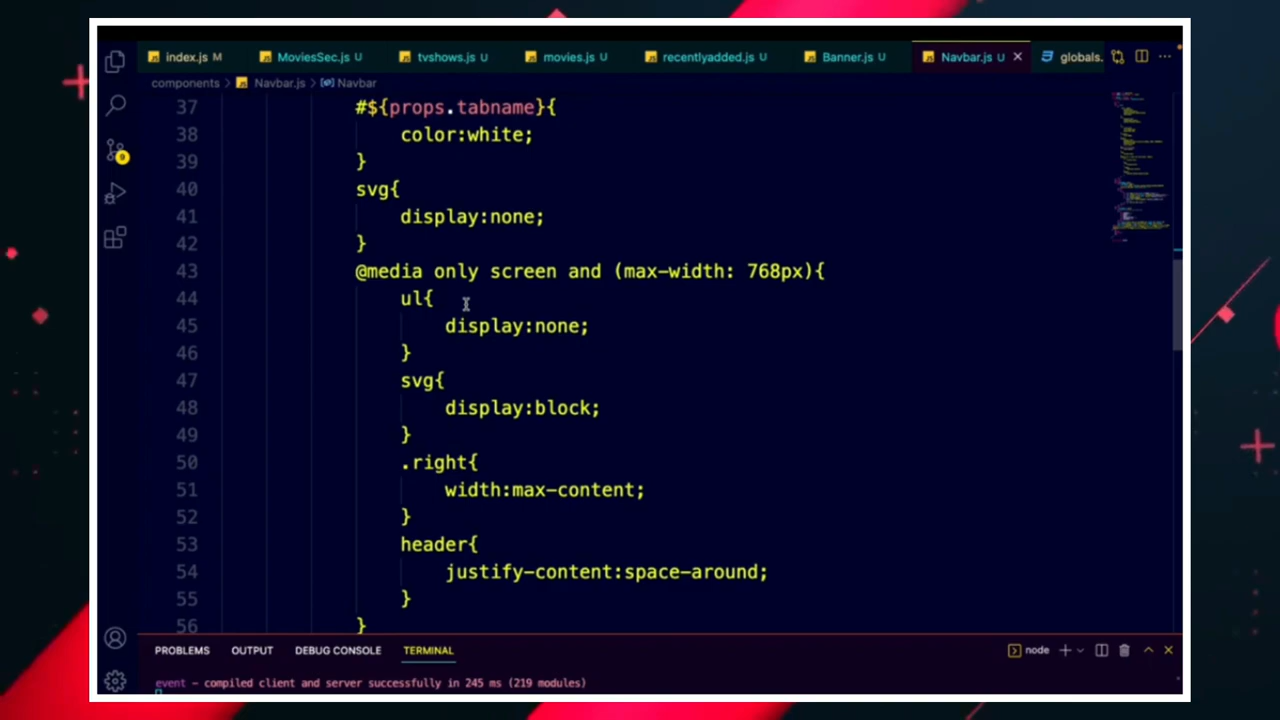 index.js M MoviesSec.js U tvshows.js U movies.js U recentlyadded.js U Banner.js U Navbar.js U globals.
components > Navbar.js > Navbar
37 #${props.tabname}{
38 color:white;
39 }
40 svg{
41 display:none;
42 }
43 @media only screen and (max-width: 768px){
44 ul{
45 display:none;
46 }
47 svg{
48 display:block;
49 }
50 .right{
51 width:max-content;
52 }
53 header{
54 justify-content:space-around;
55 }
56 }
PROBLEMS OUTPUT DEBUG CONSOLE TERMINAL node
event - compiled client and server successfully in 245 ms (219 modules)
9